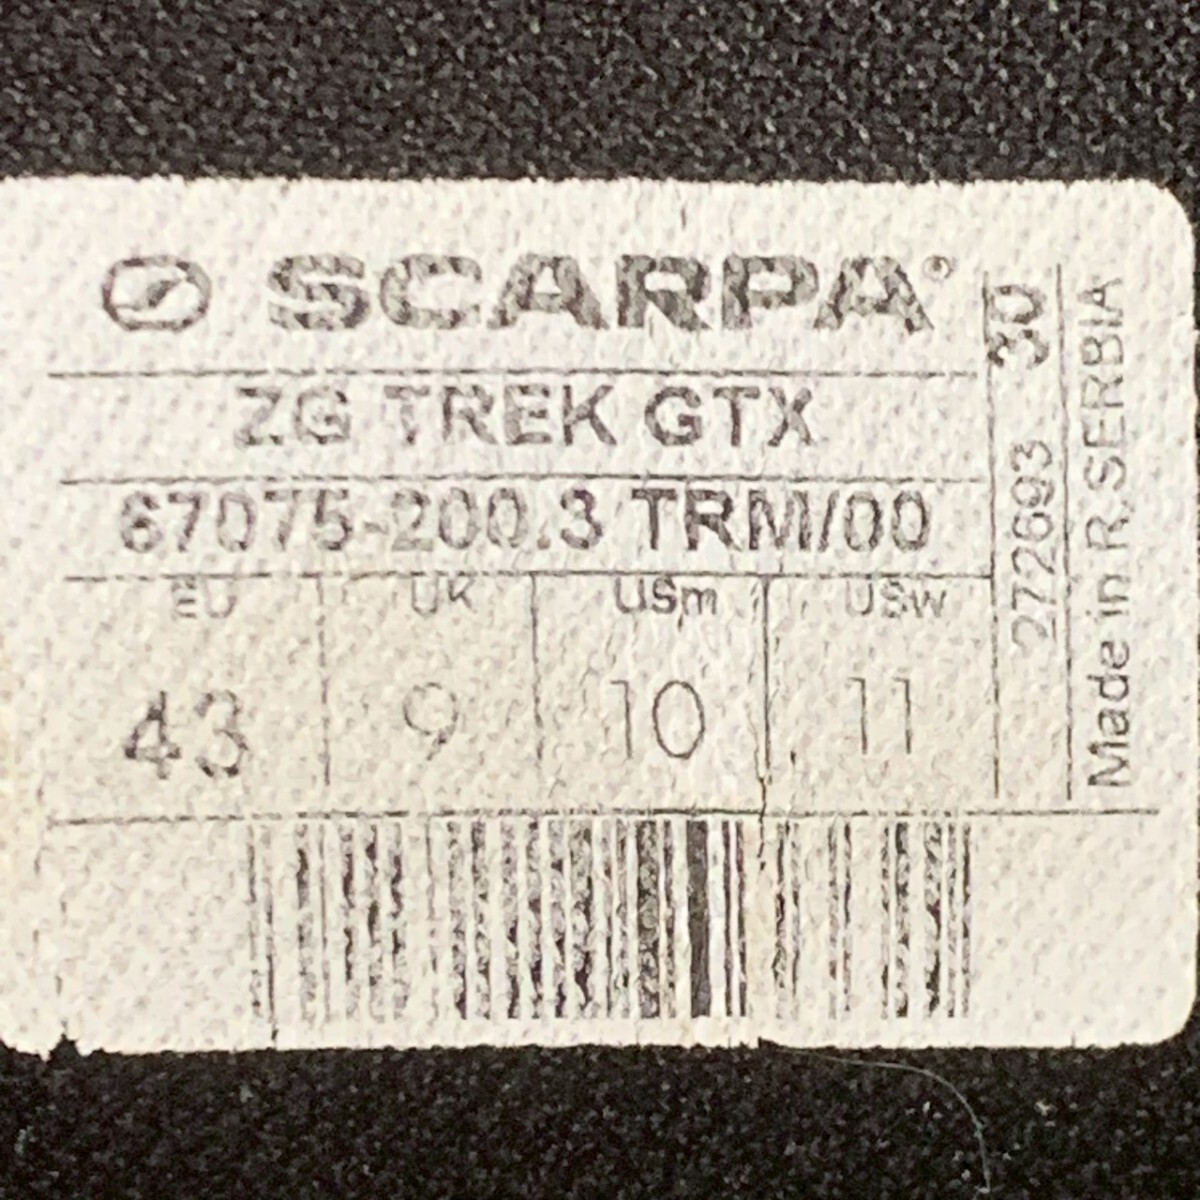 SCARPA®
ZG TREK GTX
67075-200.3 TRM/00
EU UK USm USw
43 9 10 11
272693 30
Made in R.SERBIA